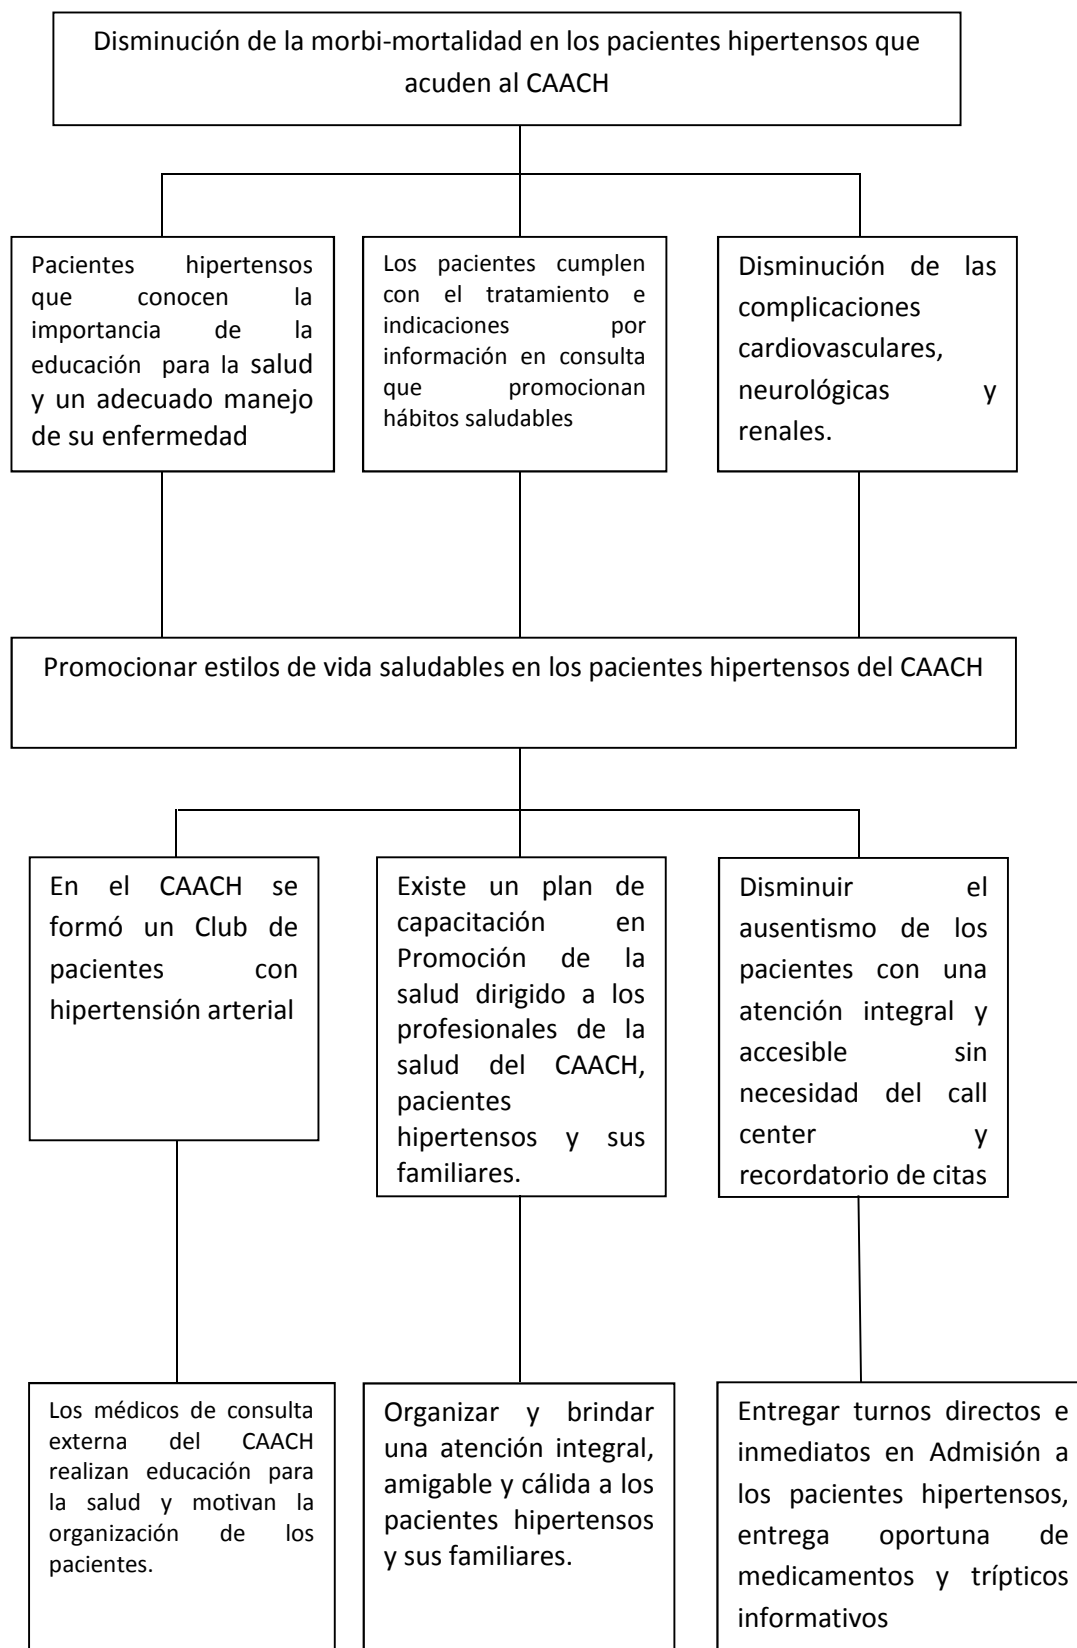 Disminución de la morbi-mortalidad en los pacientes hipertensos que
acuden al CAACH
Pacientes hipertensos
que conocen la
importancia de la
educación para la salud
y un adecuado manejo
de su enfermedad
Los pacientes cumplen
con el tratamiento e
indicaciones por
información en consulta
que promocionan
hábitos saludables
Disminución de las
complicaciones
cardiovasculares,
neurológicas y
renales.
Promocionar estilos de vida saludables en los pacientes hipertensos del CAACH
En el CAACH se
formó un Club de
pacientes con
hipertensión arterial
Existe un plan de
capacitación en
Promoción de la
salud dirigido a los
profesionales de la
salud del CAACH,
pacientes
hipertensos y sus
familiares.
Disminuir el
ausentismo de los
pacientes con una
atención integral y
accesible sin
necesidad del call
center y
recordatorio de citas
Los médicos de consulta
externa del CAACH
realizan educación para
la salud y motivan la
organización de los
pacientes.
Organizar y brindar
una atención integral,
amigable y cálida a los
pacientes hipertensos
y sus familiares.
Entregar turnos directos e
inmediatos en Admisión a
los pacientes hipertensos,
entrega oportuna de
medicamentos y trípticos
informativos